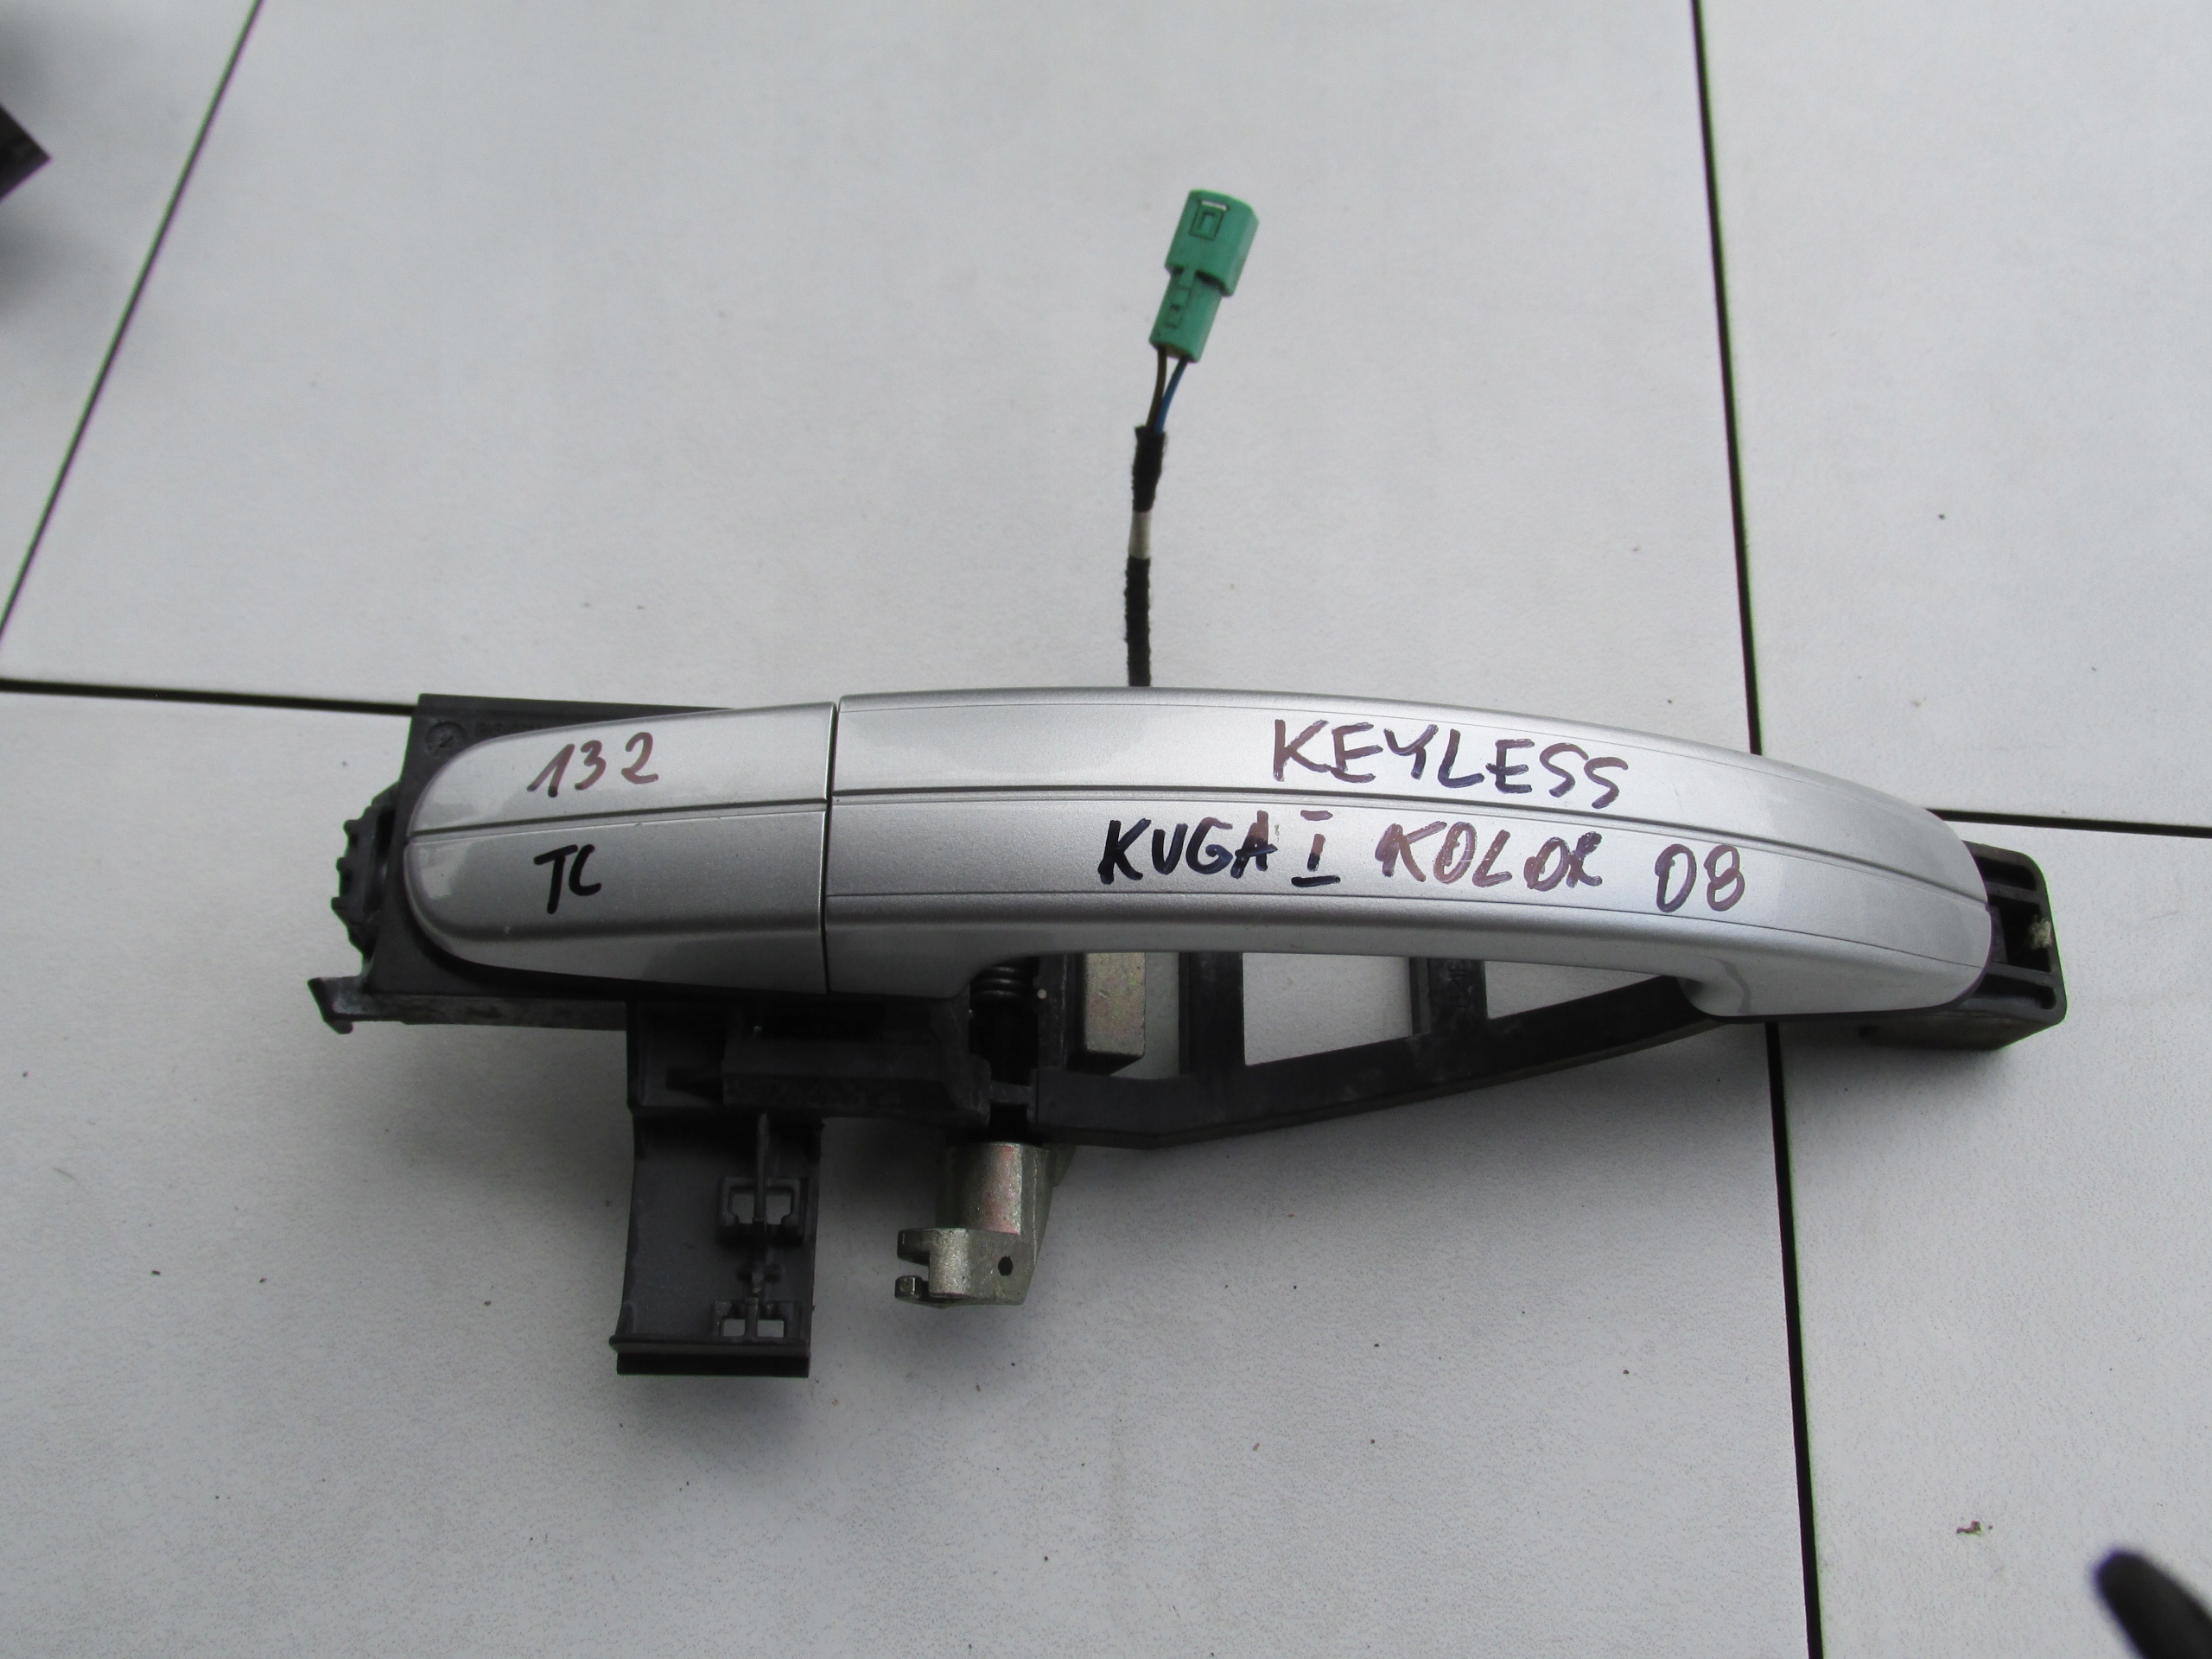 132
TC
KEYLESS
KUGA I KOLOR 08